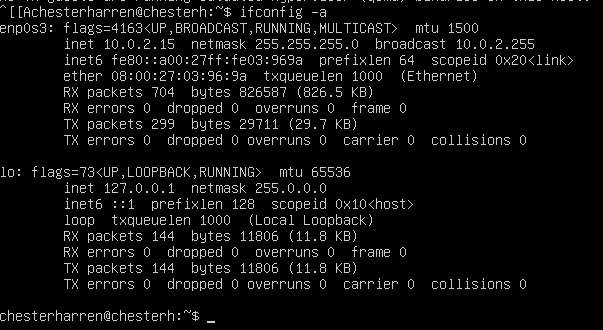 ~[[Achesterharren@chesterh:~$ ifconfig -a
enp0s3: flags=4163<UP,BROADCAST,RUNNING,MULTICAST>  mtu 1500
        inet 10.0.2.15  netmask 255.255.255.0  broadcast 10.0.2.255
        inet6 fe80::a00:27ff:fe03:969a  prefixlen 64  scopeid 0x20<link>
        ether 08:00:27:03:96:9a  txqueuelen 1000  (Ethernet)
        RX packets 704  bytes 826587 (826.5 KB)
        RX errors 0  dropped 0  overruns 0  frame 0
        TX packets 299  bytes 29711 (29.7 KB)
        TX errors 0  dropped 0 overruns 0  carrier 0  collisions 0
lo: flags=73<UP,LOOPBACK,RUNNING>  mtu 65536
        inet 127.0.0.1  netmask 255.0.0.0
        inet6 ::1  prefixlen 128  scopeid 0x10<host>
        loop  txqueuelen 1000  (Local Loopback)
        RX packets 144  bytes 11806 (11.8 KB)
        RX errors 0  dropped 0  overruns 0  frame 0
        TX packets 144  bytes 11806 (11.8 KB)
        TX errors 0  dropped 0 overruns 0  carrier 0  collisions 0
chesterharren@chesterh:~$ _